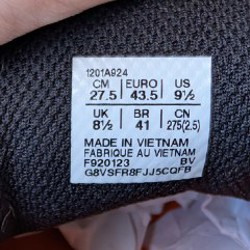 1201A924
CM EURO US
27.5 43.5 9½
UK BR CN
8½ 41 275(2.5)
MADE IN VIETNAM
FABRIQUE AU VIETNAM
F920123 BV
G8VSFR8FJJ5CQFB